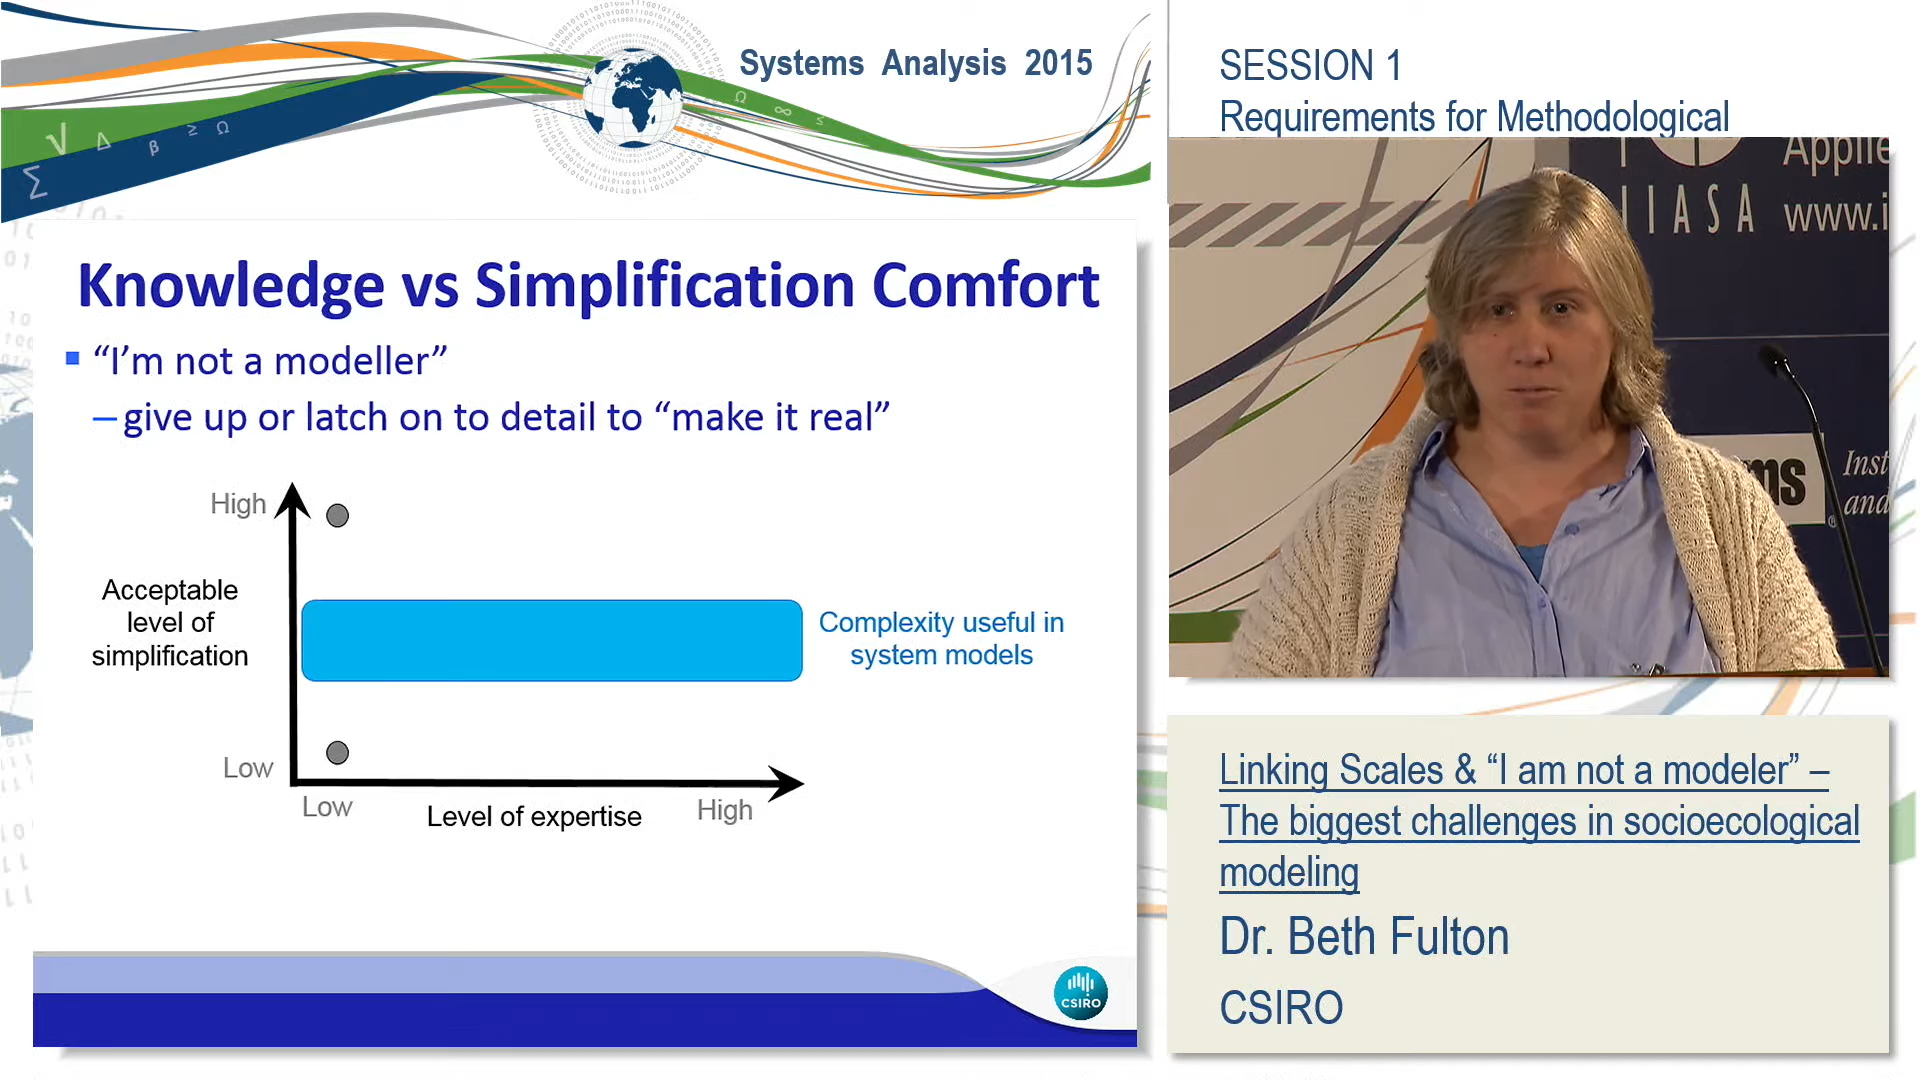 Systems Analysis 2015
SESSION 1
Requirements for Methodological
Knowledge vs Simplification Comfort
“I’m not a modeller”
– give up or latch on to detail to “make it real”
High
Acceptable
level of
simplification
Low
Low
Level of expertise
High
Complexity useful in
system models
CSIRO
IIASA
Applie
www.i
ms
®
Inst
and
Linking Scales & “I am not a modeler” –
The biggest challenges in socioecological
modeling
Dr. Beth Fulton
CSIRO